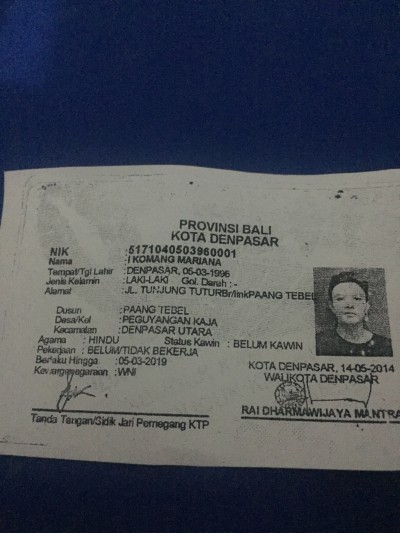 PROVINSI BALI
KOTA DENPASAR
NIK :5171040503960001
Nama : I KOMANG MARIANA
Tempat/Tgl Lahir :DENPASAR, 05-03-1996
Jenis Kelamin :LAKI-LAKI Gol. Darah : -
Alamat :JL. TUNJUNG TUTURBr/linkPAANG TEBEL
Dusun :PAANG TEBEL
Desa/Kel :PEGUYANGAN KAJA
Kecamatan :DENPASAR UTARA
Agama : HINDU Status Kawin : BELUM KAWIN
Pekerjaan : BELUM/TIDAK BEKERJA
Berlaku Hingga :05-03-2019
Kewarganegaraan :WNI
KOTA DENPASAR, 14-05-2014
WALIKOTA DENPASAR
RAI DHARMAWIJAYA MANTRA
Tanda Tangan/Sidik Jari Pemegang KTP